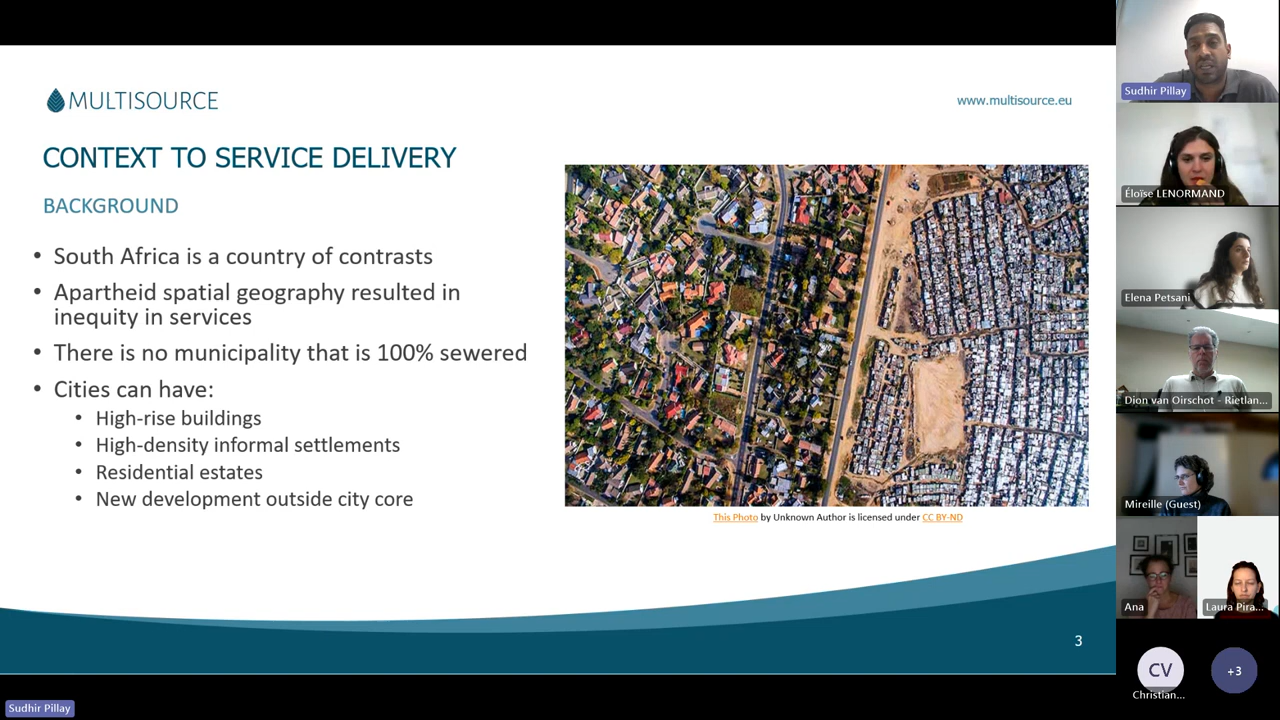 MULTISOURCE
www.multisource.eu
CONTEXT TO SERVICE DELIVERY
BACKGROUND
• South Africa is a country of contrasts
• Apartheid spatial geography resulted in
inequity in services
• There is no municipality that is 100% sewered
• Cities can have:
• High-rise buildings
• High-density informal settlements
• Residential estates
• New development outside city core
This Photo by Unknown Author is licensed under CC BY-ND
3
Sudhir Pillay
Sudhir Pillay
Éloïse LENORMAND
Elena Petsani
Dion van Oirschot - Rietlan...
Mireille (Guest)
Ana
Laura Pira...
CV
Christian...
+3